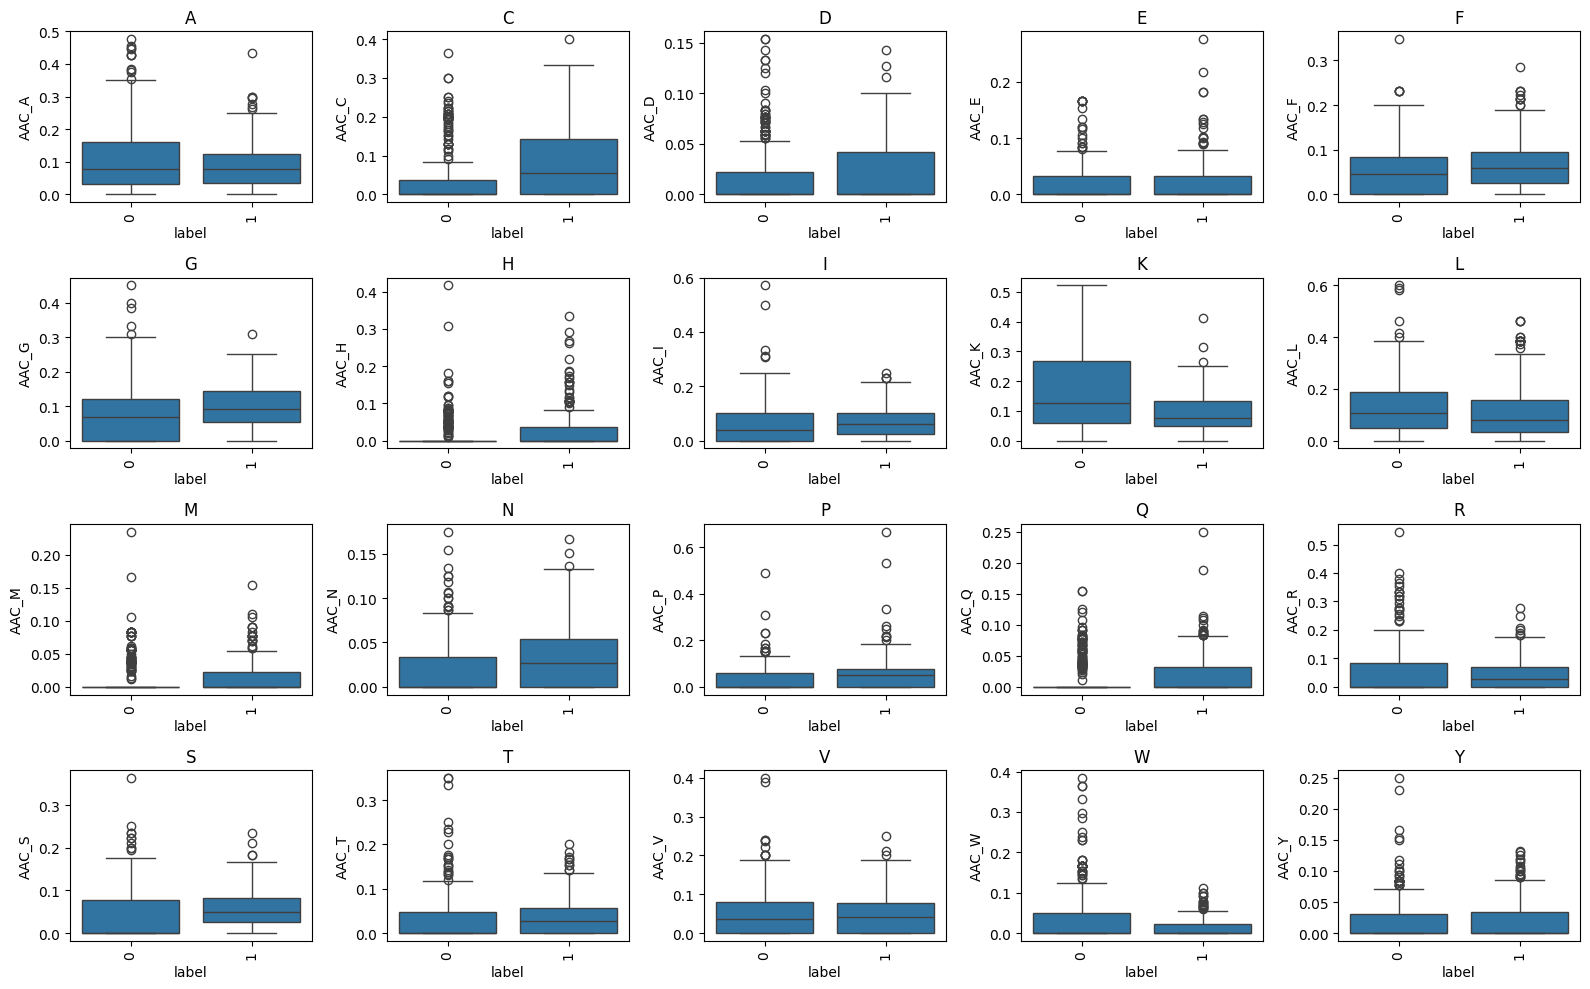 A
0.5
0.4
0.3
0.2
0.1
0.0
AAC_A
0
1
label
C
0.4
0.3
0.2
0.1
0.0
AAC_C
0
1
label
D
0.15
0.10
0.05
0.00
AAC_D
0
1
label
E
0.2
0.1
0.0
AAC_E
0
1
label
F
0.3
0.2
0.1
0.0
AAC_F
0
1
label
G
0.4
0.3
0.2
0.1
0.0
AAC_G
0
1
label
H
0.4
0.3
0.2
0.1
0.0
AAC_H
0
1
label
I
0.6
0.4
0.2
0.0
AAC_I
0
1
label
K
0.5
0.4
0.3
0.2
0.1
0.0
AAC_K
0
1
label
L
0.6
0.4
0.2
0.0
AAC_L
0
1
label
M
0.20
0.15
0.10
0.05
0.00
AAC_M
0
1
label
N
0.15
0.10
0.05
0.00
AAC_N
0
1
label
P
0.6
0.4
0.2
0.0
AAC_P
0
1
label
Q
0.25
0.20
0.15
0.10
0.05
0.00
AAC_Q
0
1
label
R
0.5
0.4
0.3
0.2
0.1
0.0
AAC_R
0
1
label
S
0.3
0.2
0.1
0.0
AAC_S
0
1
label
T
0.3
0.2
0.1
0.0
AAC_T
0
1
label
V
0.4
0.3
0.2
0.1
0.0
AAC_V
0
1
label
W
0.4
0.3
0.2
0.1
0.0
AAC_W
0
1
label
Y
0.25
0.20
0.15
0.10
0.05
0.00
AAC_Y
0
1
label